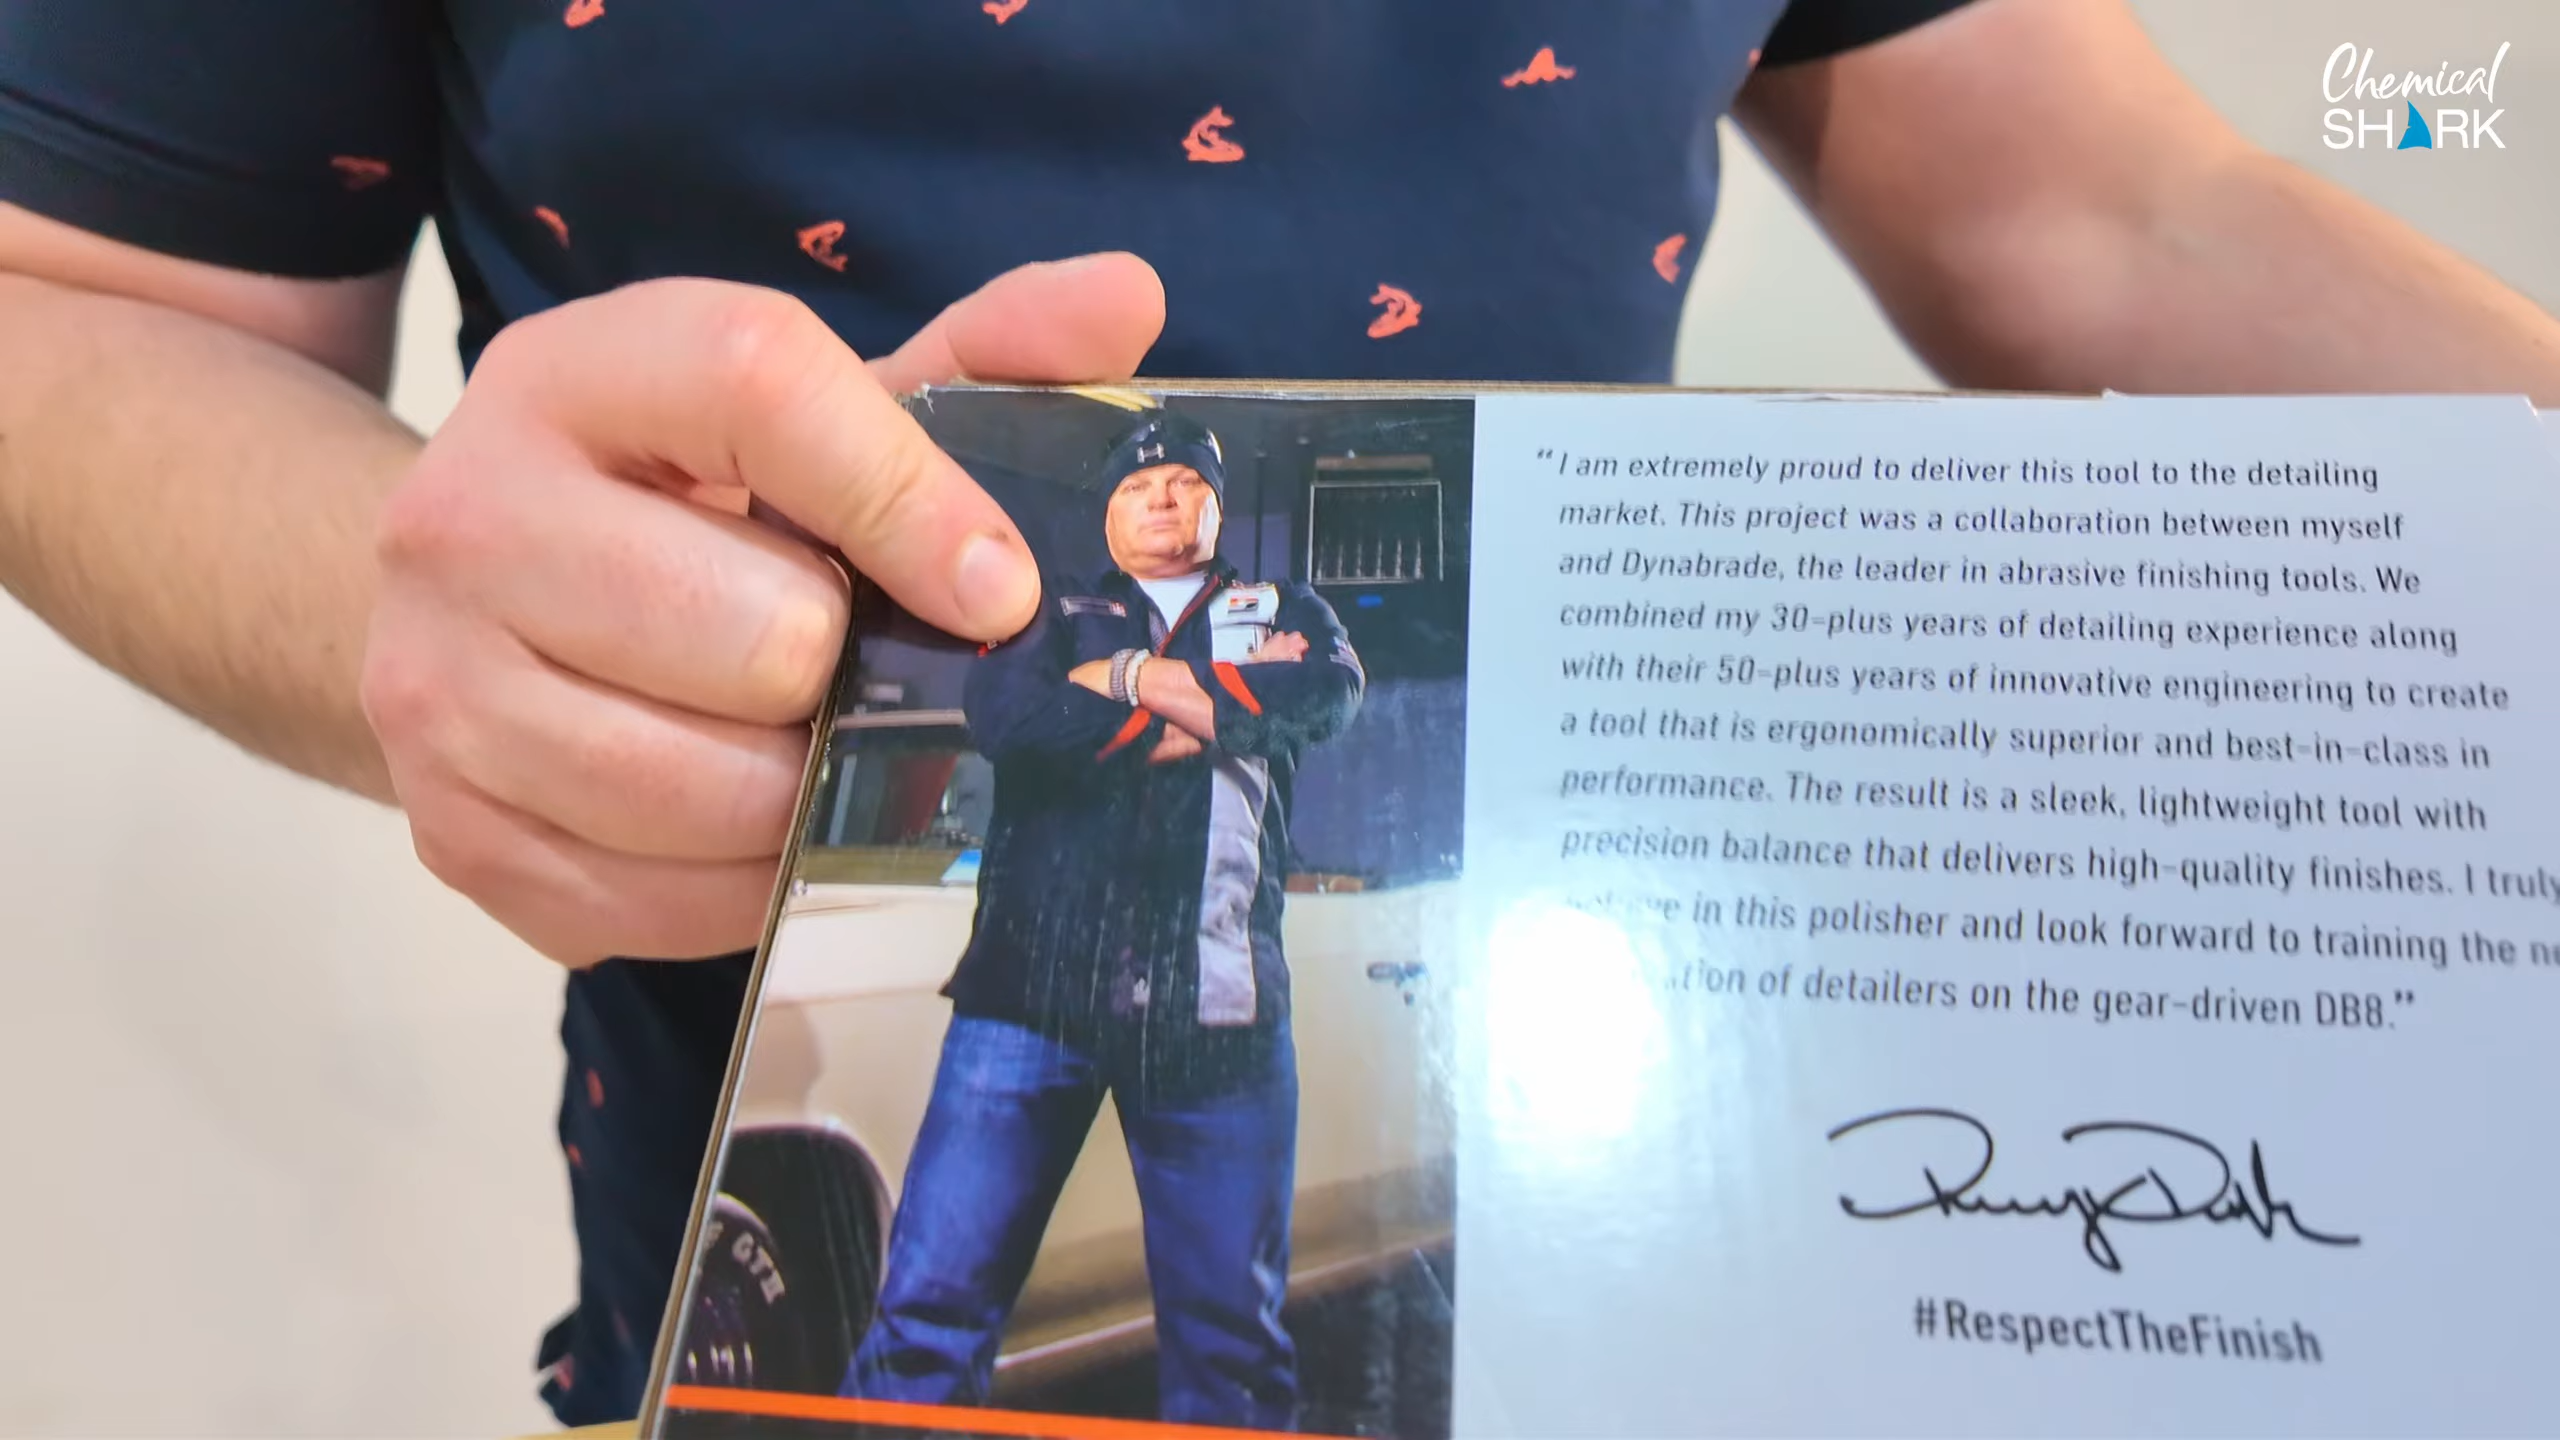 Chemical
SHARK
“I am extremely proud to deliver this tool to the detailing
market. This project was a collaboration between myself
and Dynabrade, the leader in abrasive finishing tools. We
combined my 30-plus years of detailing experience along
with their 50-plus years of innovative engineering to create
a tool that is ergonomically superior and best-in-class in
performance. The result is a sleek, lightweight tool with
precision balance that delivers high-quality finishes. I truly
in this polisher and look forward to training the
of detailers on the gear-driven DB8.”
#RespectTheFinish